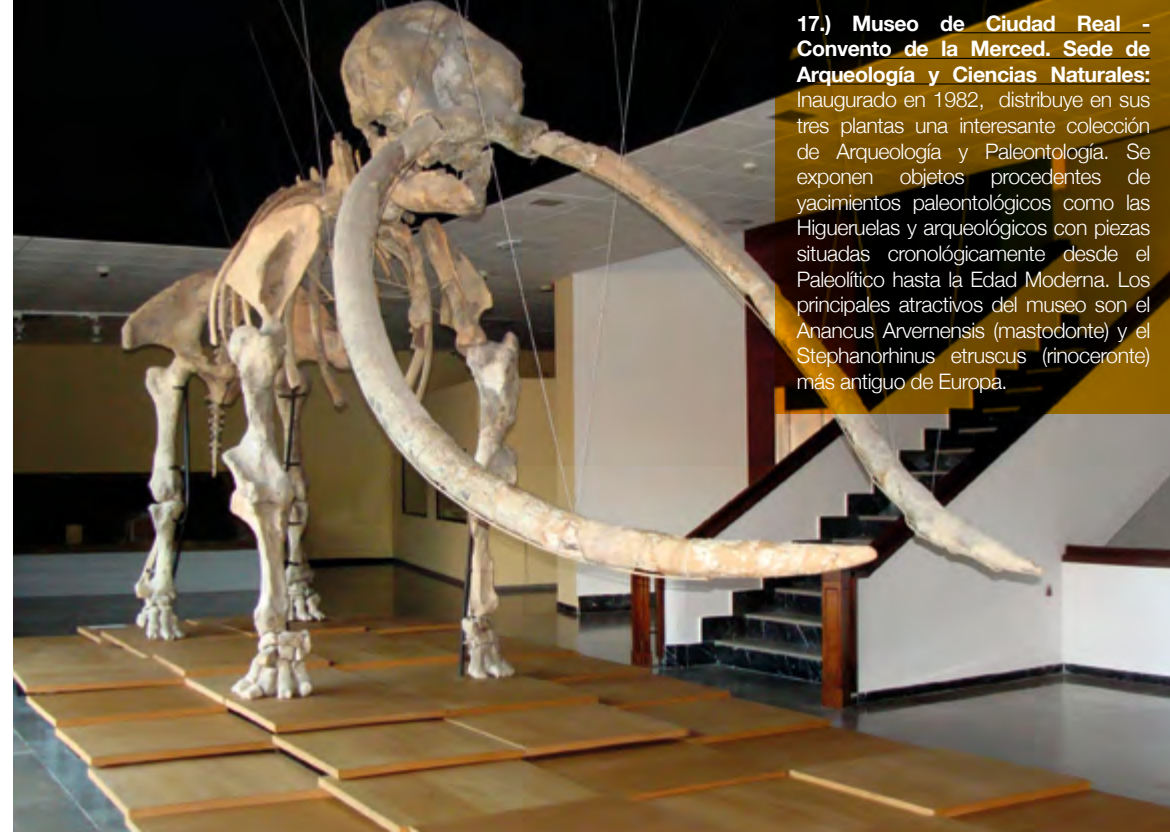 17.) Museo de Ciudad Real -
Convento de la Merced. Sede de
Arqueología y Ciencias Naturales:
Inaugurado en 1982, distribuye en sus
tres plantas una interesante colección
de Arqueología y Paleontología. Se
exponen objetos procedentes de
yacimientos paleontológicos como las
Higueruelas y arqueológicos con piezas
situadas cronológicamente desde el
Paleolítico hasta la Edad Moderna. Los
principales atractivos del museo son el
Anancus Arvernensis (mastodonte) y el
Stephanorhinus etruscus (rinoceronte)
más antiguo de Europa.